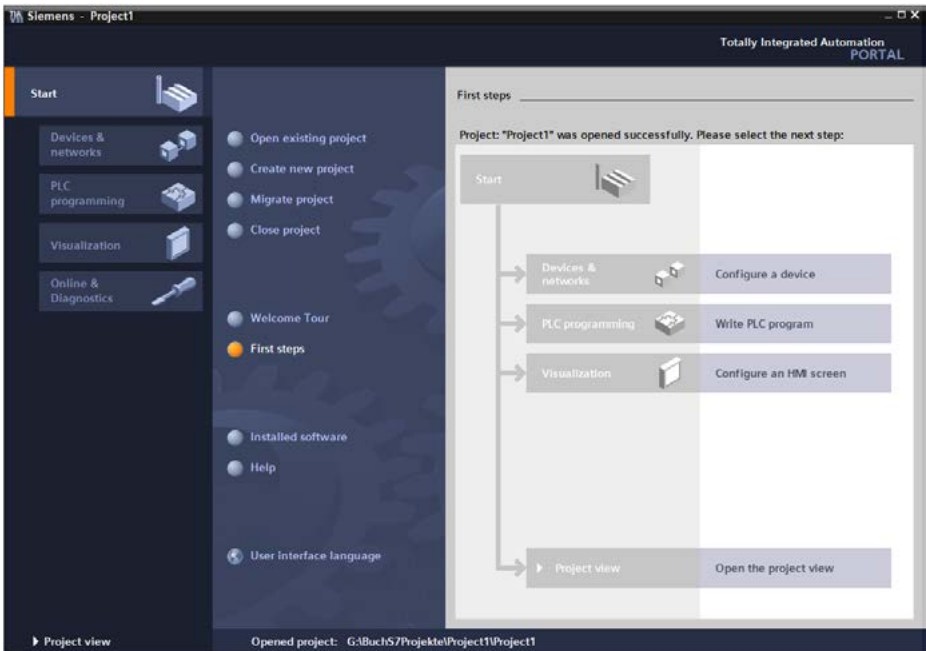 Siemens - Project1
Totally Integrated Automation
PORTAL
Start
Devices &
networks
PLC
programming
Visualization
Online &
Diagnostics
Open existing project
Create new project
Migrate project
Close project
Welcome Tour
First steps
Installed software
Help
User interface language
First steps
Project: "Project1" was opened successfully. Please select the next step:
Start
Devices &
networks
Configure a device
PLC programming
Write PLC program
Visualization
Configure an HMI screen
Project view
Open the project view
Project view
Opened project: G:\BuchS7Projekte\Project1\Project1